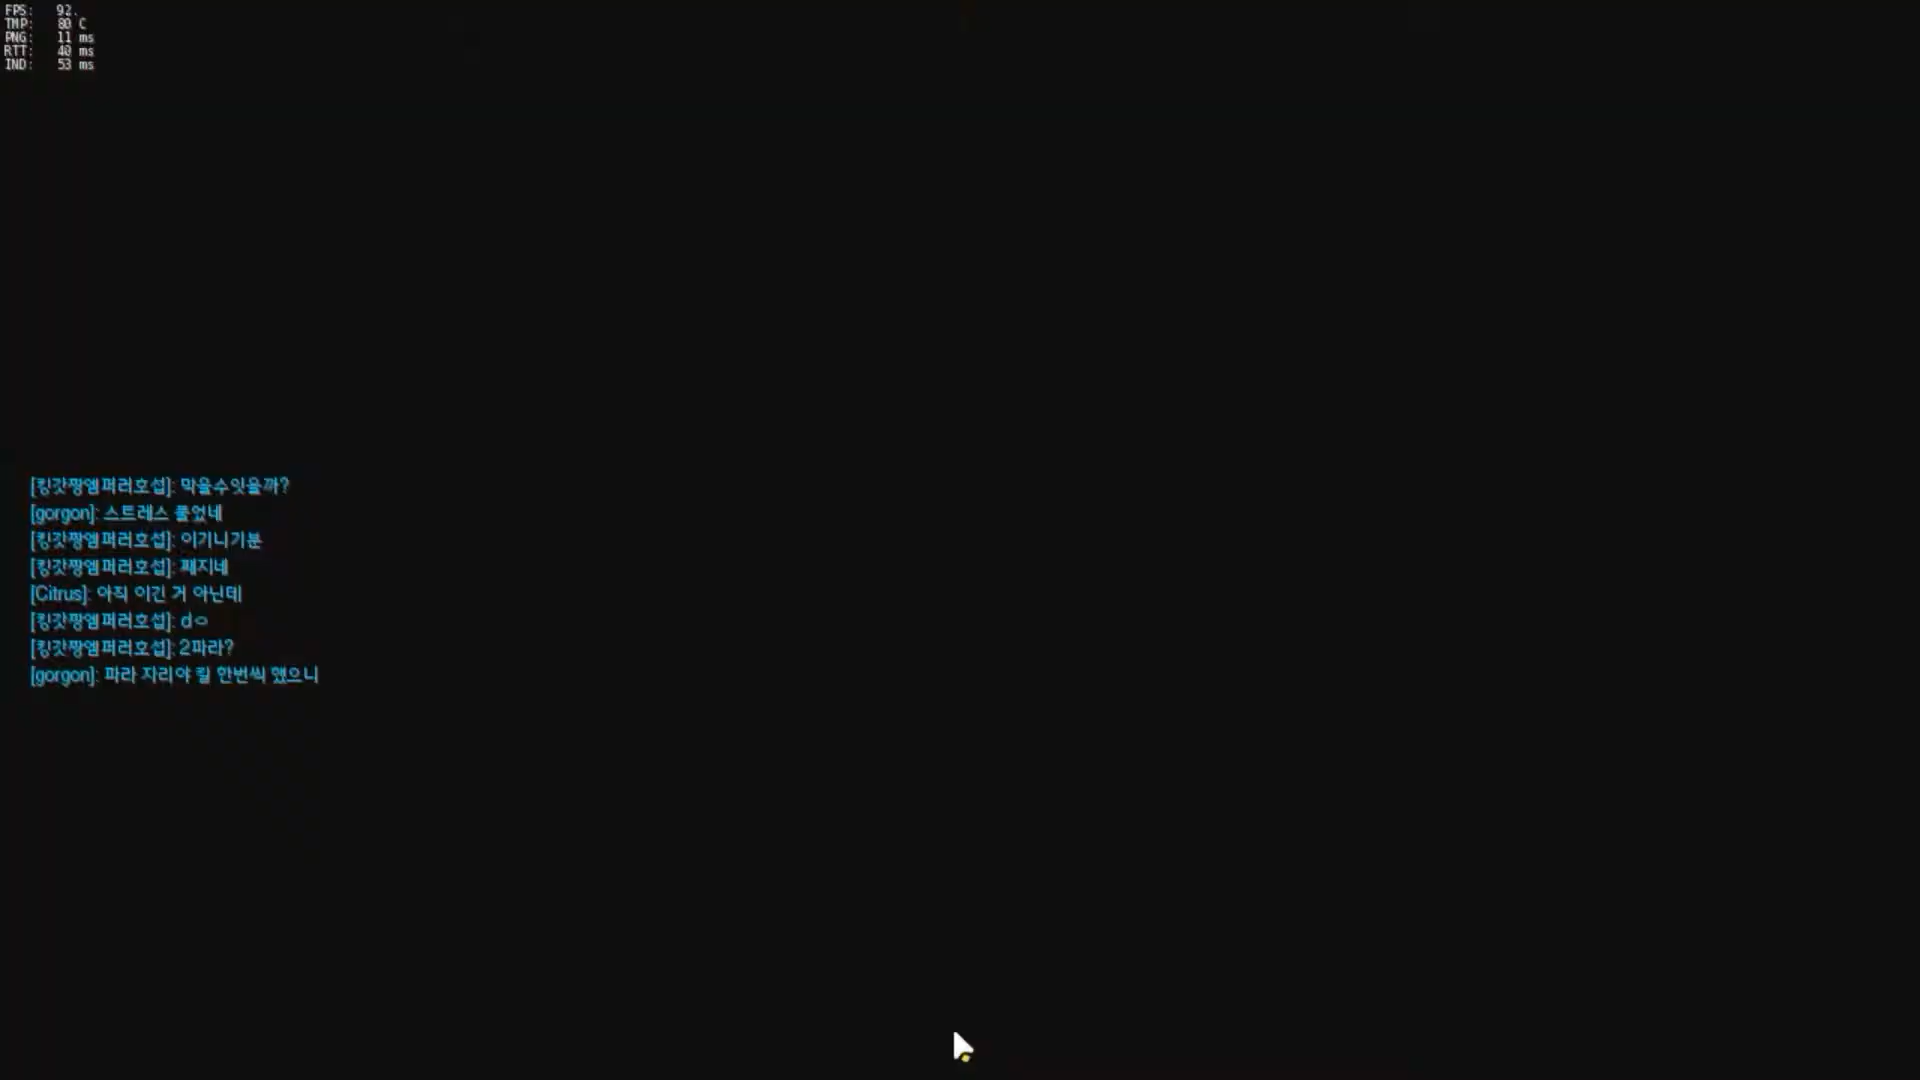 FPS: 92.
TMP: 80 C
PNG: 11 ms
RTT: 40 ms
IND: 53 ms
[킹갓짱엠퍼러호섭]: 막을수잇을까?
[gorgon]: 스트레스 풀었네
[킹갓짱엠퍼러호섭]: 이기니기분
[킹갓짱엠퍼러호섭]: 째지네
[Citrus]: 아직 이긴 거 아닌데
[킹갓짱엠퍼러호섭]: dㅇ
[킹갓짱엠퍼러호섭]: 2파라?
[gorgon]: 파라 자리야 킬 한번씩 했으니